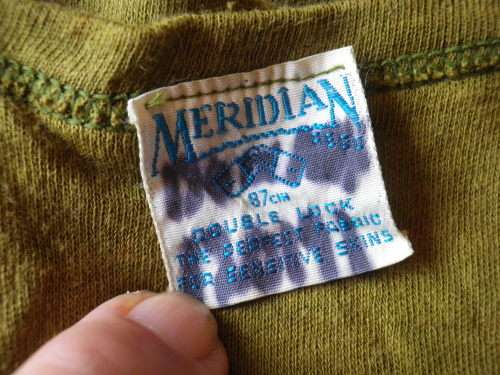 MERIDIAN
87cm
DOUBLE LOCK
THE PERFECT FABRIC
FOR SENSITIVE SKINS